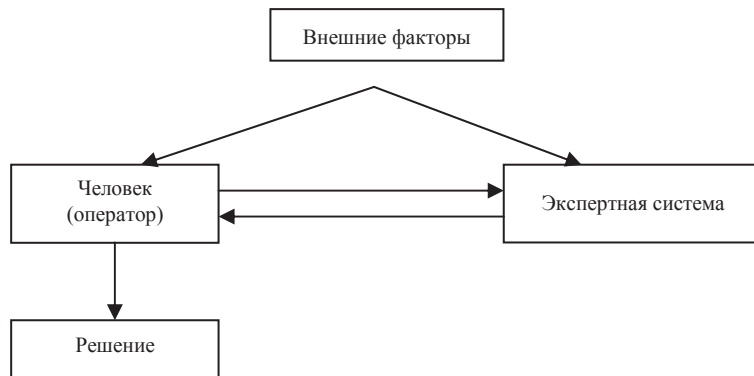 Внешние факторы
Человек
(оператор)
Экспертная система
Решение